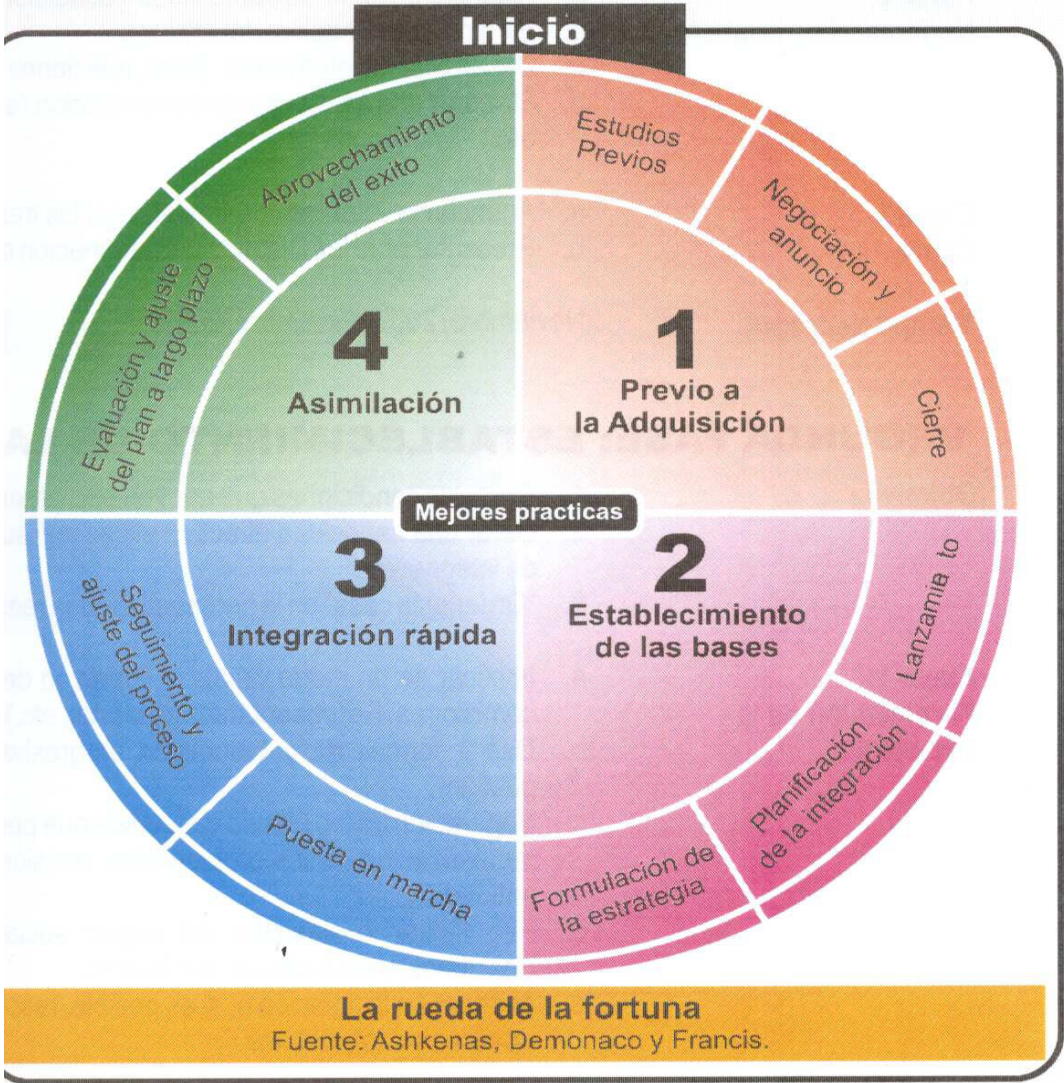 Inicio
Estudios
Previos
Negociación y
anuncio
Cierre
1
Previo a
la Adquisición
Lanzamie to
Planificación
de la integración
Formulación de
la estrategia
2
Establecimiento
de las bases
Puesta en marcha
Seguimiento y
ajuste del proceso
3
Integración rápida
Evaluación y ajuste
del plan a largo plazo
Aprovechamiento
del exito
4
Asimilación
Mejores practicas
La rueda de la fortuna
Fuente: Ashkenas, Demonaco y Francis.